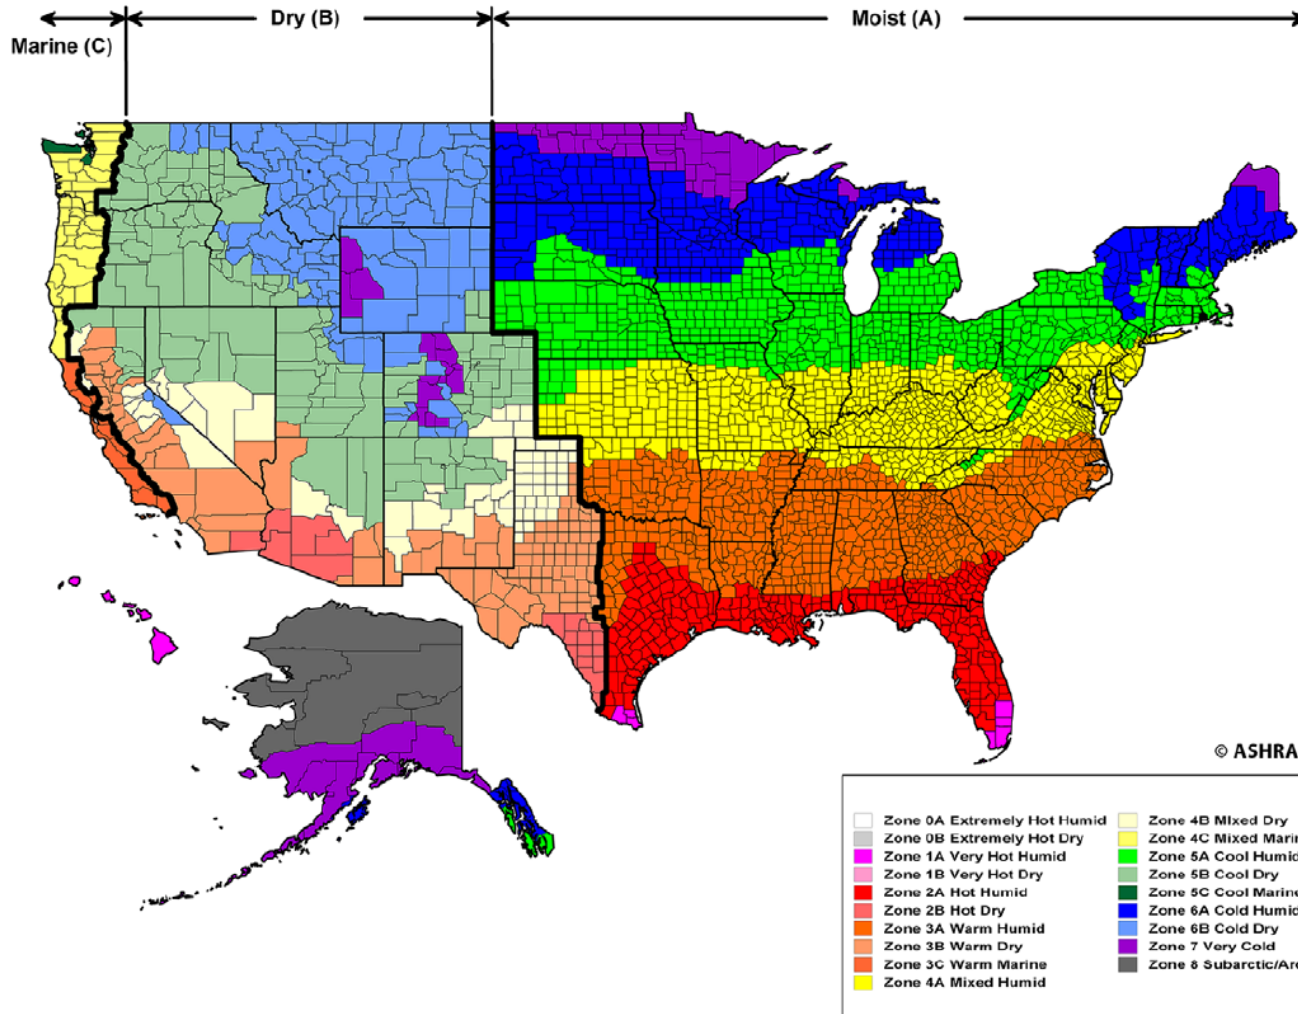 Dry (B)
Moist (A)
Marine (C)
© ASHRA
Zone 0A Extremely Hot Humid
Zone 0B Extremely Hot Dry
Zone 1A Very Hot Humid
Zone 1B Very Hot Dry
Zone 2A Hot Humid
Zone 2B Hot Dry
Zone 3A Warm Humid
Zone 3B Warm Dry
Zone 3C Warm Marine
Zone 4A Mixed Humid
Zone 4B Mixed Dry
Zone 4C Mixed Marin
Zone 5A Cool Humid
Zone 5B Cool Dry
Zone 5C Cool Marine
Zone 6A Cold Humid
Zone 6B Cold Dry
Zone 7 Very Cold
Zone 8 Subarctic/Arc